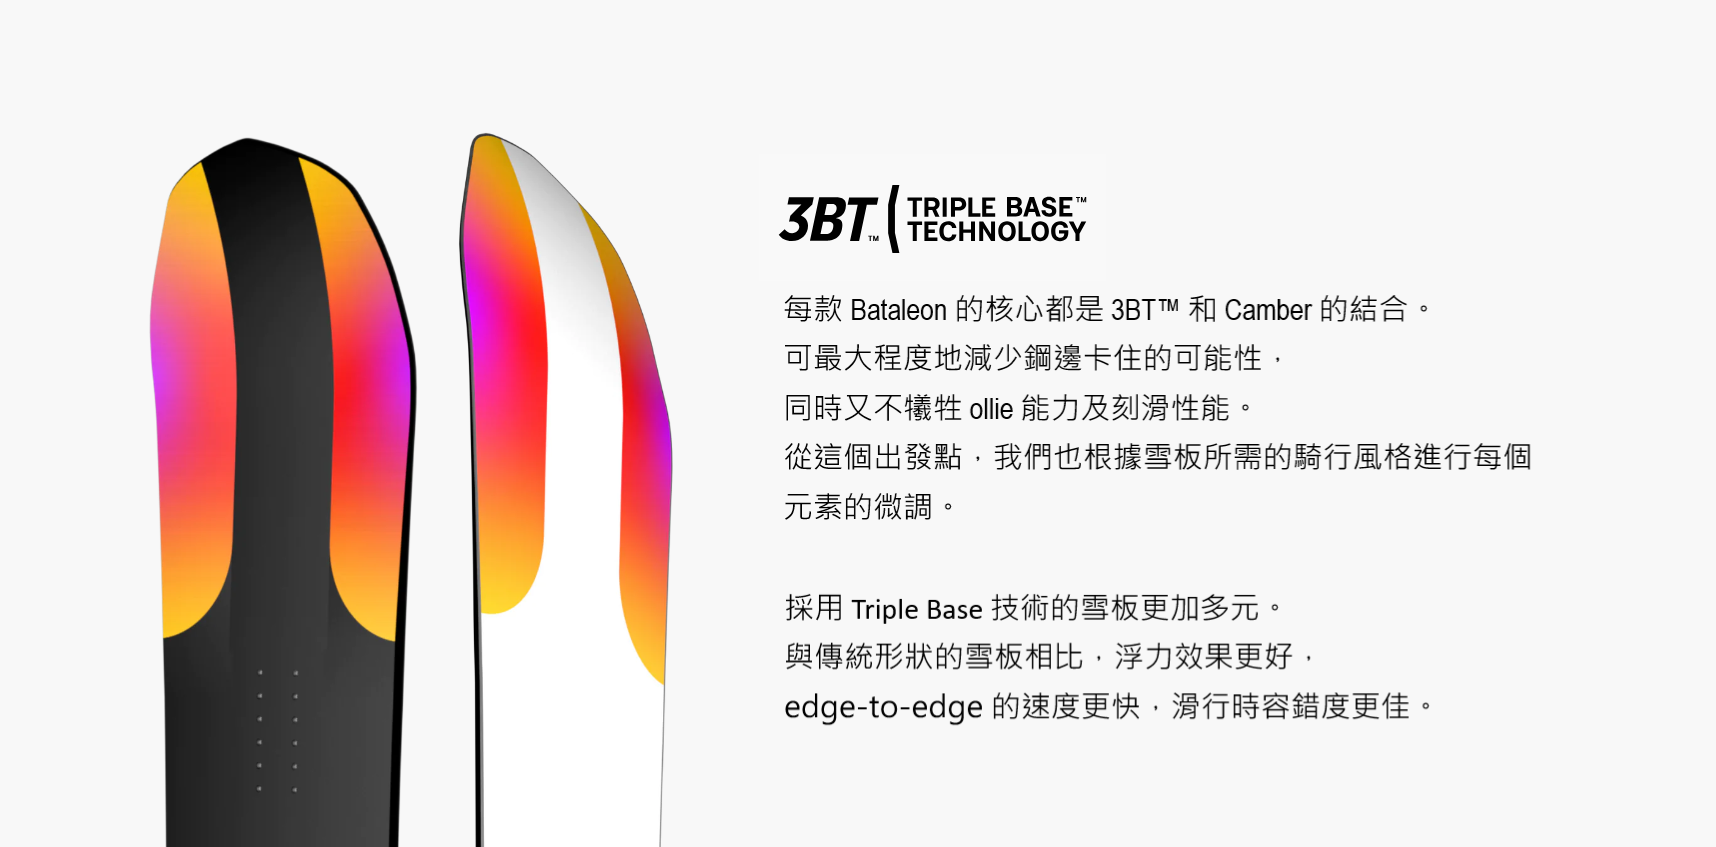 3BT™ ( TRIPLE BASE™
TECHNOLOGY
每款 Bataleon 的核心都是 3BT™ 和 Camber 的結合。
可最大程度地減少鋼邊卡住的可能性，
同時又不犧牲 ollie 能力及刻滑性能。
從這個出發點，我們也根據雪板所需的騎行風格進行每個
元素的微調。
採用 Triple Base 技術的雪板更加多元。
與傳統形狀的雪板相比，浮力效果更好，
edge-to-edge 的速度更快，滑行時容錯度更佳。